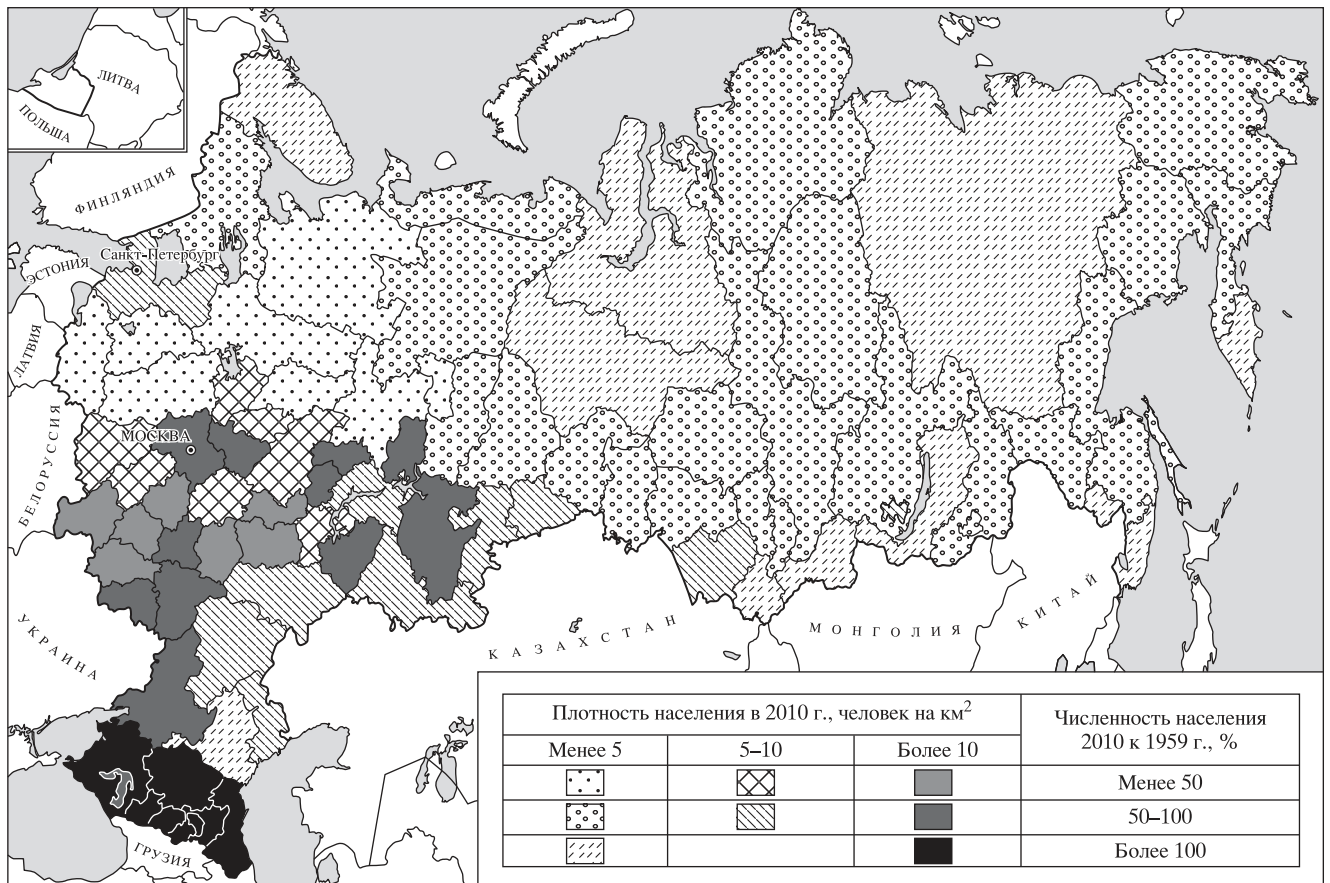 ЛИТВА
ПОЛЬША
ФИНЛЯНДИЯ
Санкт-Петербург
ЭСТОНИЯ
ЛАТВИЯ
БЕЛОРУССИЯ
МОСКВА
УКРАИНА
КАЗАХСТАН
МОНГОЛИЯ
КИТАЙ
ГРУЗИЯ
Плотность населения в 2010 г., человек на км²
Численность населения
2010 к 1959 г., %
Менее 5
5–10
Более 10
Менее 50
50–100
Более 100